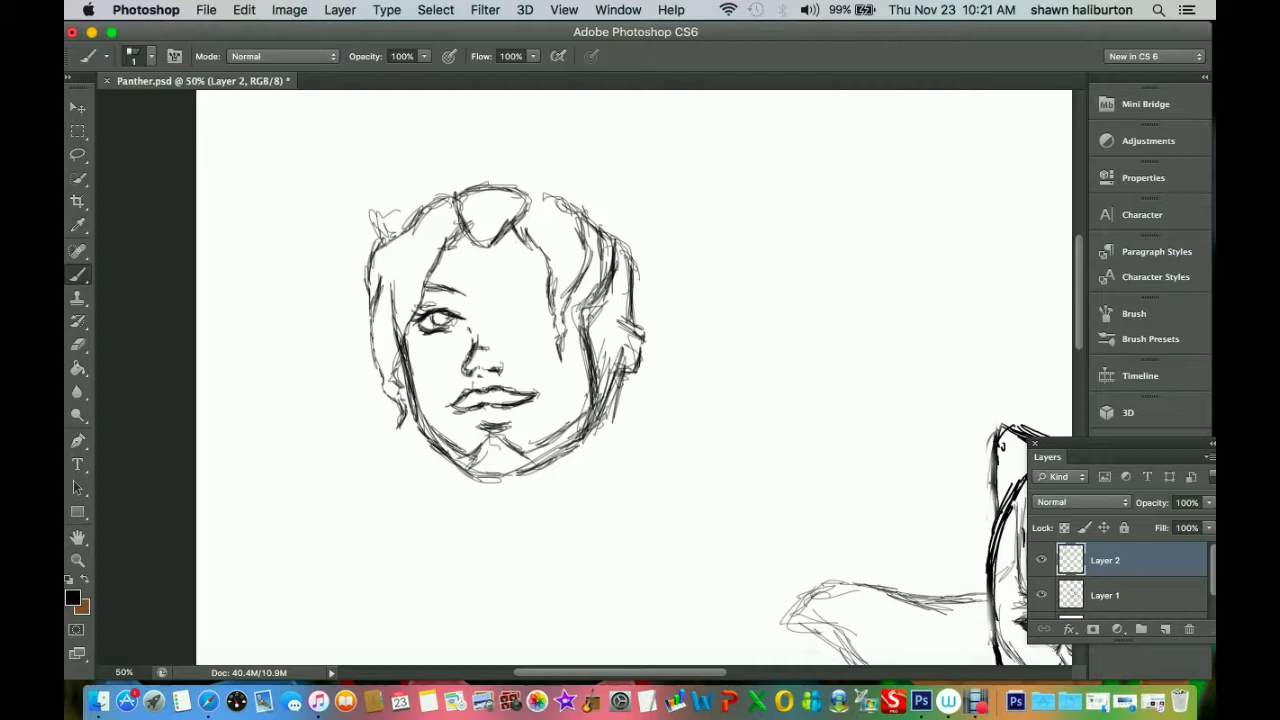 Photoshop File Edit Image Layer Type Select Filter 3D View Window Help 99% Thu Nov 23 10:21 AM shawn haliburton
Adobe Photoshop CS6
1 Mode: Normal Opacity: 100% Flow: 100% New in CS 6
× Panther.psd @ 50% (Layer 2, RGB/8) *
Mb Mini Bridge
Adjustments
Properties
A| Character
Paragraph Styles
Character Styles
Brush
Brush Presets
Timeline
3D
Layers
Kind
Normal Opacity: 100%
Lock: Fill: 100%
Layer 2
Layer 1
fx
50% Doc: 40.4M/10.9M